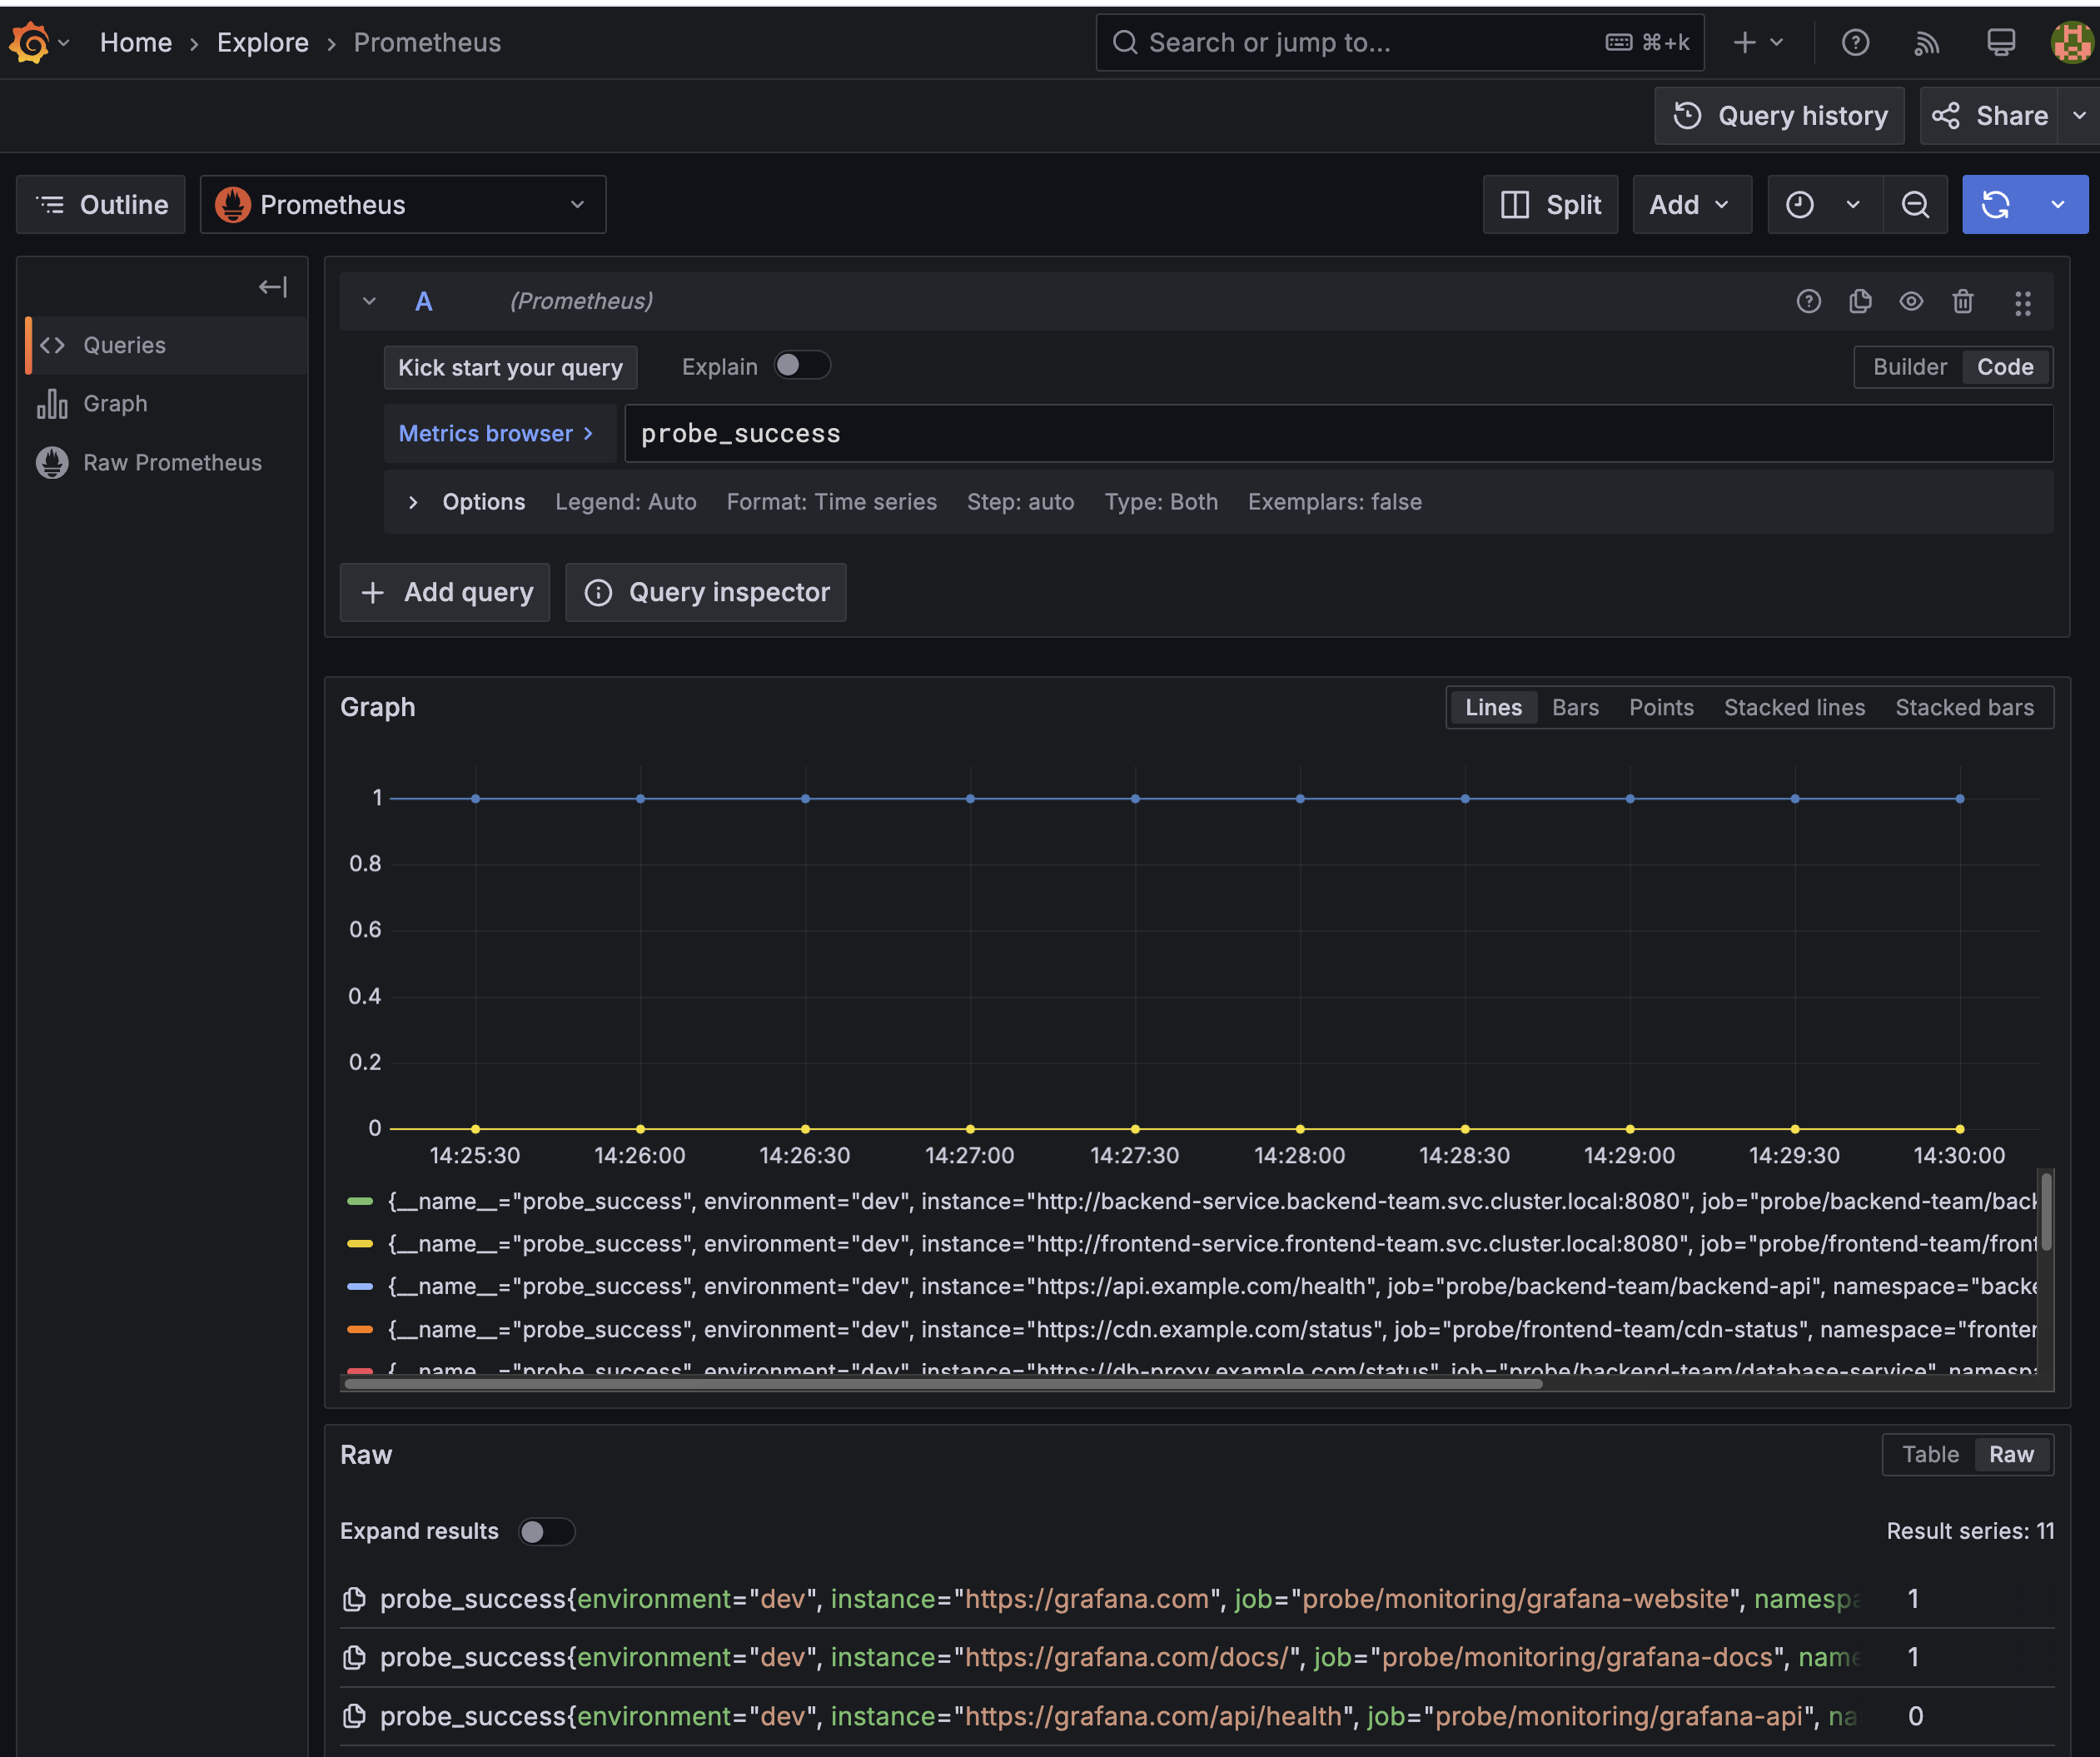 Home › Explore › Prometheus
Search or jump to...
⌘+k
Query history
Share
Outline
Prometheus
Split
Add
Queries
Graph
Raw Prometheus
A (Prometheus)
Kick start your query
Explain
Builder Code
Metrics browser ›
probe_success
› Options Legend: Auto Format: Time series Step: auto Type: Both Exemplars: false
+ Add query
Query inspector
Graph
Lines Bars Points Stacked lines Stacked bars
1
0.8
0.6
0.4
0.2
0
14:25:30 14:26:00 14:26:30 14:27:00 14:27:30 14:28:00 14:28:30 14:29:00 14:29:30 14:30:00
{__name__="probe_success", environment="dev", instance="http://backend-service.backend-team.svc.cluster.local:8080", job="probe/backend-team/back
{__name__="probe_success", environment="dev", instance="http://frontend-service.frontend-team.svc.cluster.local:8080", job="probe/frontend-team/front
{__name__="probe_success", environment="dev", instance="https://api.example.com/health", job="probe/backend-team/backend-api", namespace="backe
{__name__="probe_success", environment="dev", instance="https://cdn.example.com/status", job="probe/frontend-team/cdn-status", namespace="fronter
{__name__="probe_success", environment="dev", instance="https://db-proxy.example.com/status", job="probe/backend-team/database-service", namespa
Raw
Table Raw
Expand results
Result series: 11
probe_success{environment="dev", instance="https://grafana.com", job="probe/monitoring/grafana-website", namespa 1
probe_success{environment="dev", instance="https://grafana.com/docs/", job="probe/monitoring/grafana-docs", name 1
probe_success{environment="dev", instance="https://grafana.com/api/health", job="probe/monitoring/grafana-api", na 0